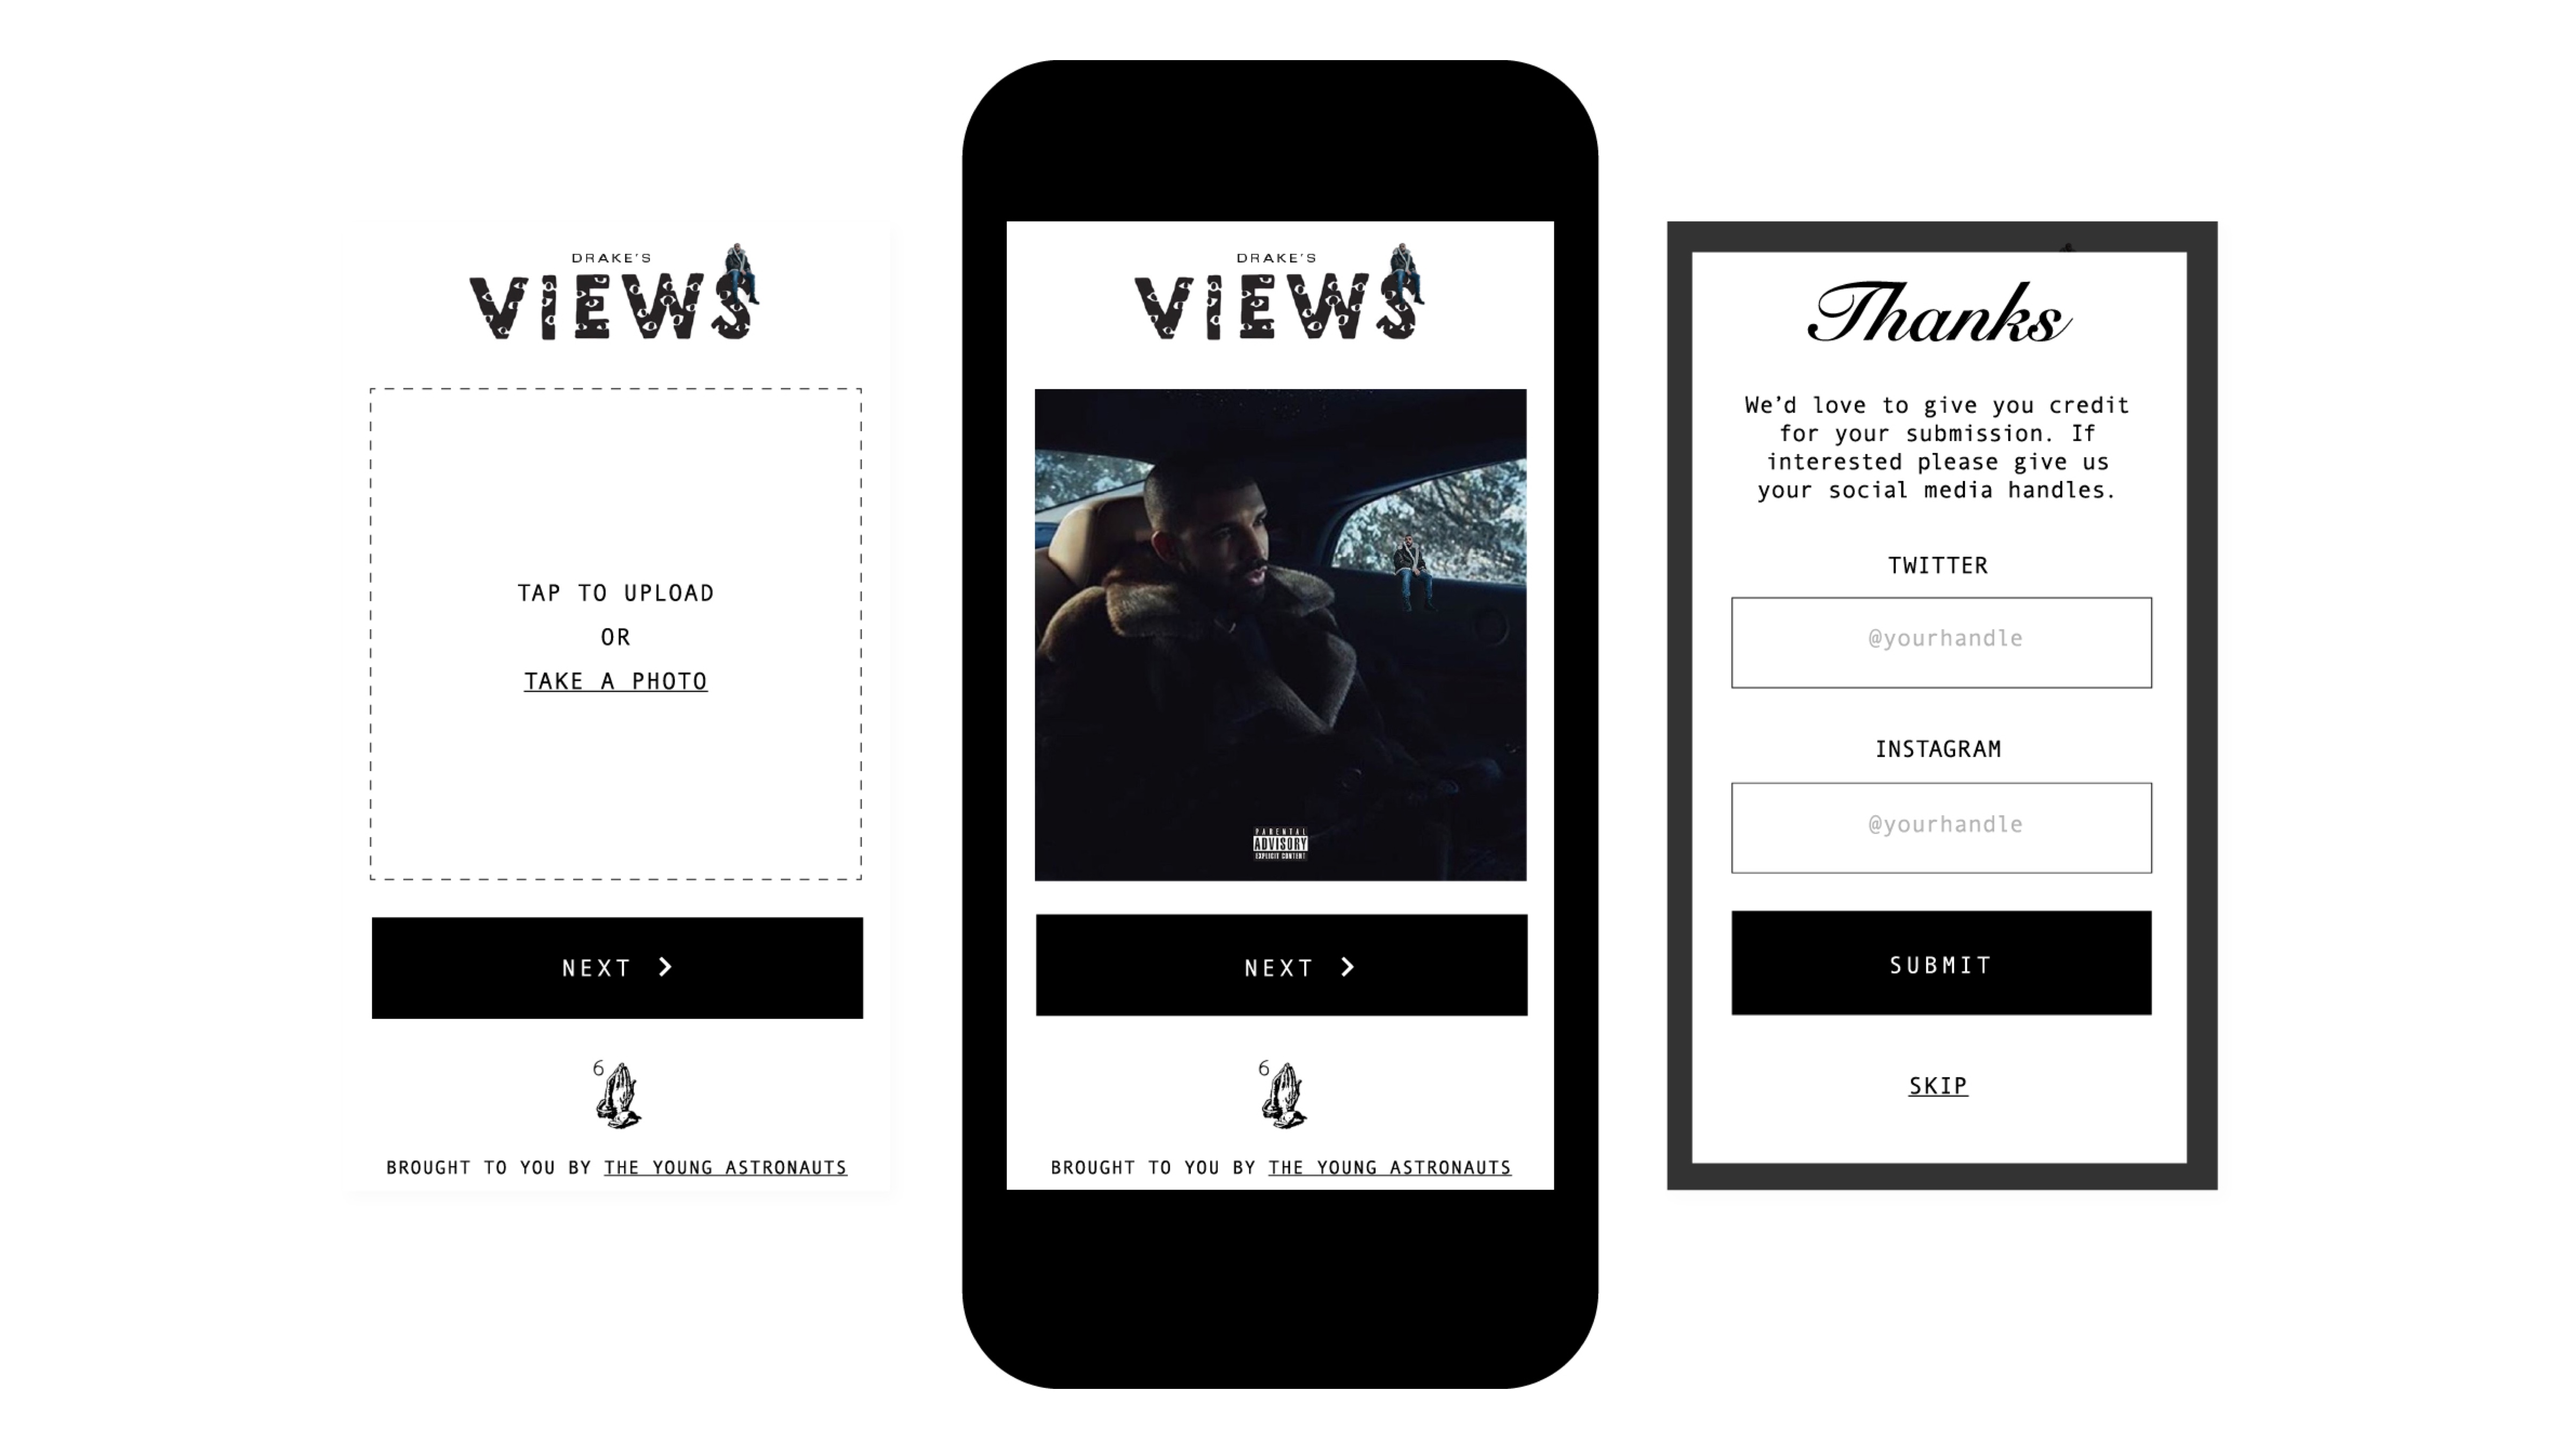 DRAKE'S
VIEWS
TAP TO UPLOAD
OR
TAKE A PHOTO
NEXT
6
BROUGHT TO YOU BY THE YOUNG ASTRONAUTS
DRAKE'S
VIEWS
PARENTAL
ADVISORY
EXPLICIT CONTENT
NEXT
6
BROUGHT TO YOU BY THE YOUNG ASTRONAUTS
Thanks
We’d love to give you credit
for your submission. If
interested please give us
your social media handles.
TWITTER
@yourhandle
INSTAGRAM
@yourhandle
SUBMIT
SKIP